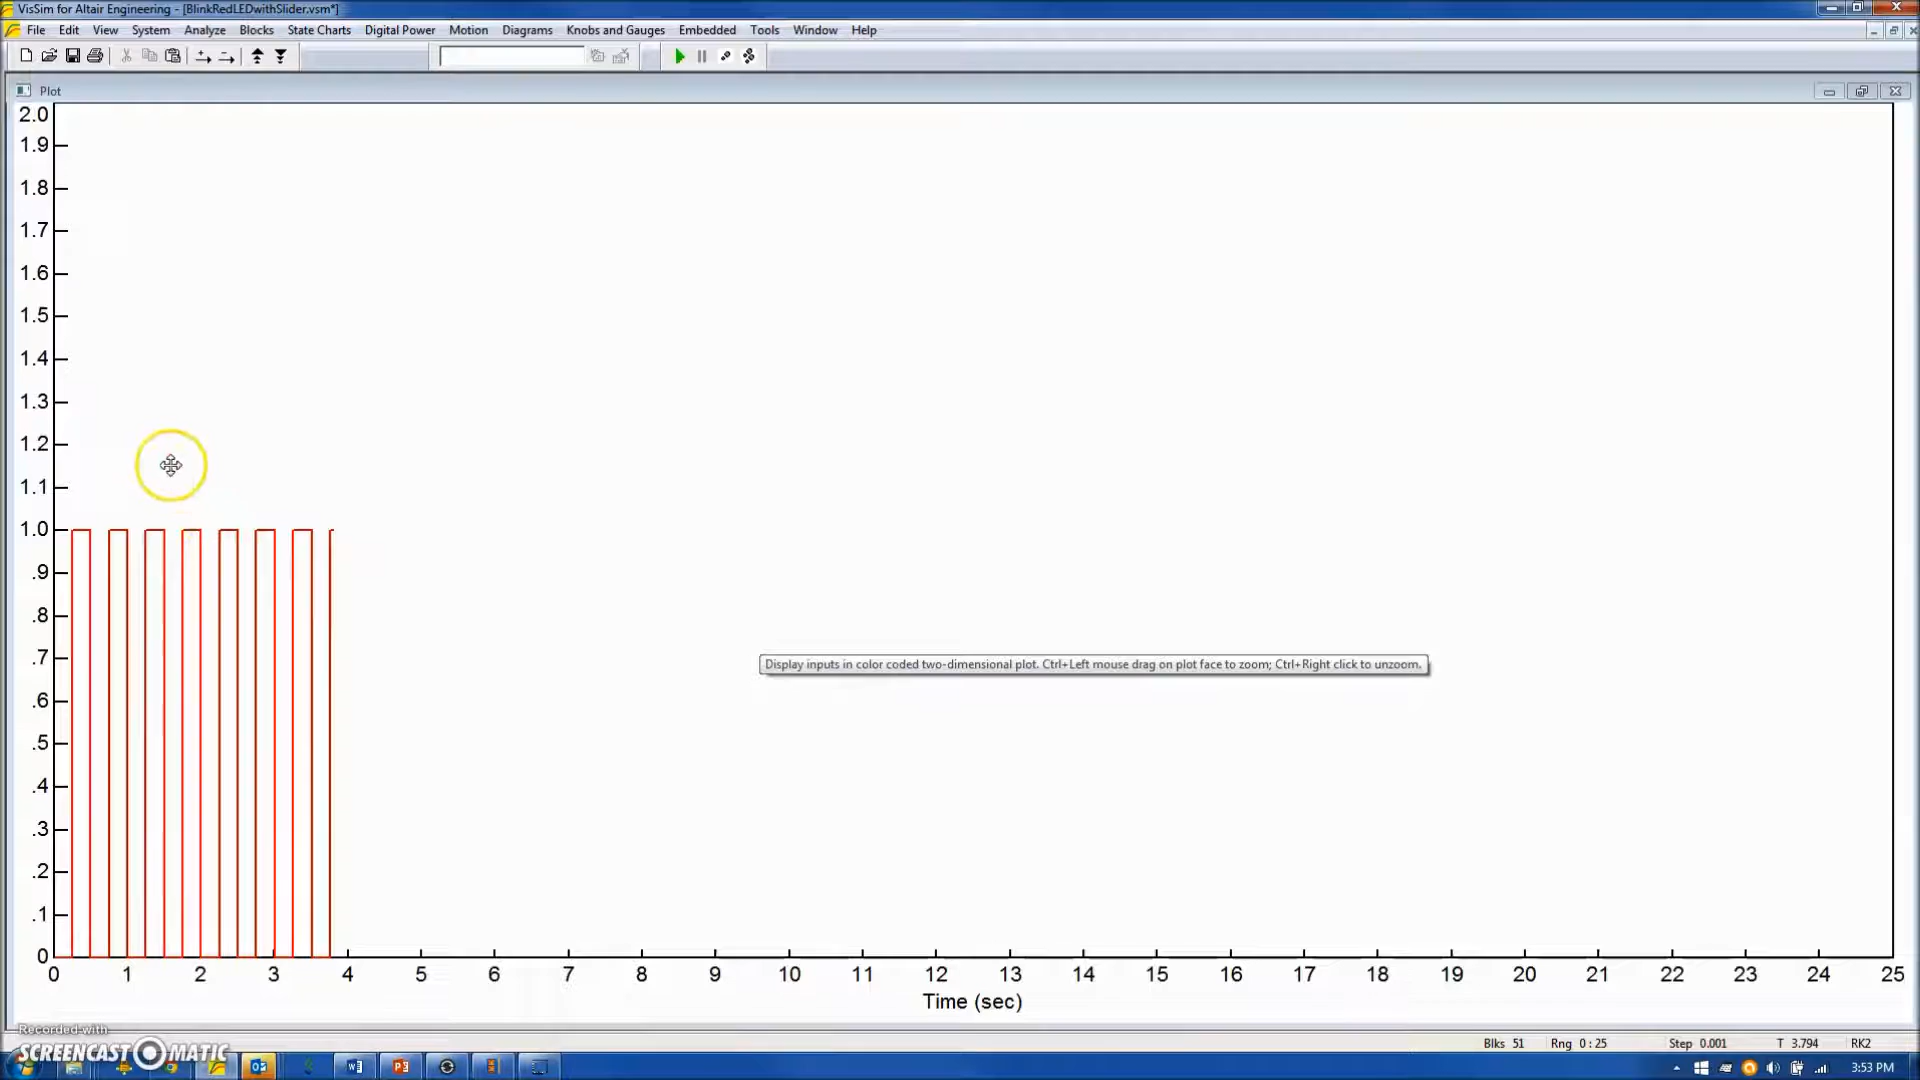 VisSim for Altair Engineering - [BlinkRedLEDwithSlider.vsm*]
File Edit View System Analyze Blocks State Charts Digital Power Motion Diagrams Knobs and Gauges Embedded Tools Window Help
Plot
2.0
1.9
1.8
1.7
1.6
1.5
1.4
1.3
1.2
1.1
1.0
.9
.8
.7
Display inputs in color coded two-dimensional plot. Ctrl+Left mouse drag on plot face to zoom; Ctrl+Right click to unzoom.
.6
.5
.4
.3
.2
.1
0
0 1 2 3 4 5 6 7 8 9 10 11 12 13 14 15 16 17 18 19 20 21 22 23 24 25
Time (sec)
Recorded with
SCREENCAST MATIC
Blks 51 Rng 0 : 25 Step 0.001 T 3.794 RK2
3:53 PM